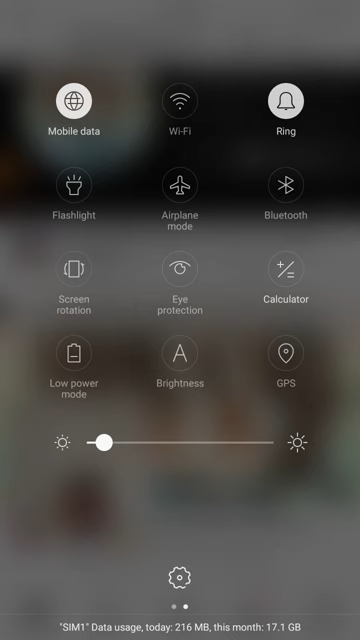 Mobile data
Wi-Fi
Ring
Flashlight
Airplane
mode
Bluetooth
Screen
rotation
Eye
protection
Calculator
Low power
mode
Brightness
GPS
"SIM1" Data usage, today: 216 MB, this month: 17.1 GB